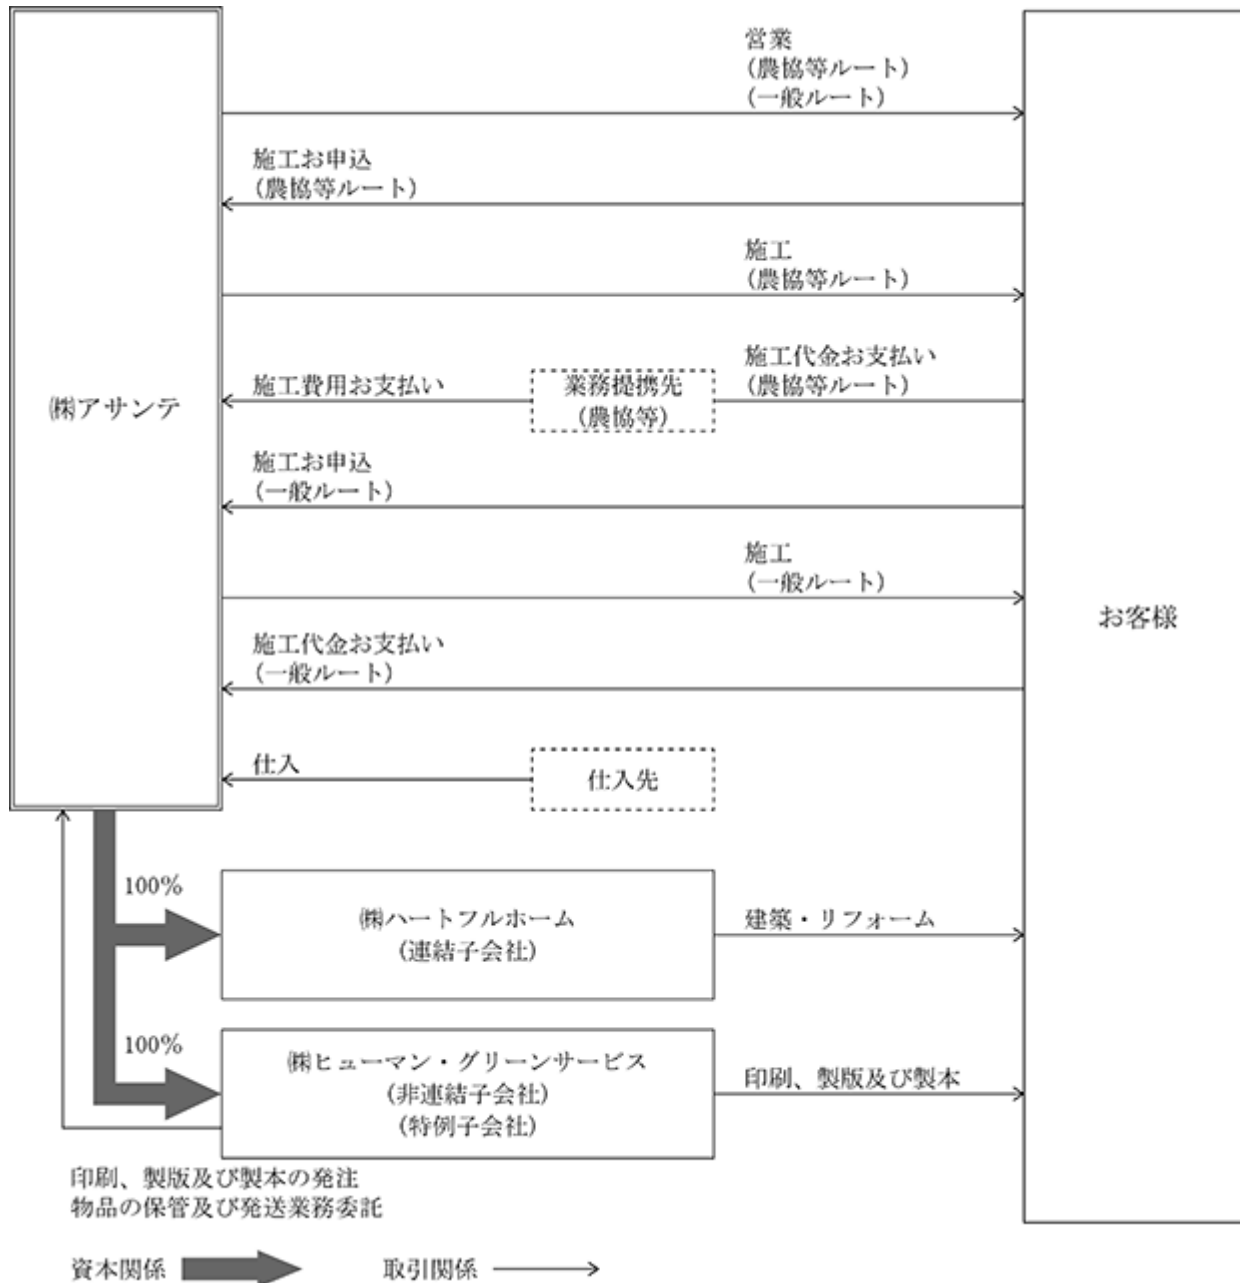 営業
(農協等ルート)
(一般ルート)
施工お申込
(農協等ルート)
施工
(農協等ルート)
施工代金お支払い
(農協等ルート)
業務提携先
(農協等)
施工費用お支払い
㈱アサンテ
施工お申込
(一般ルート)
施工
(一般ルート)
お客様
施工代金お支払い
(一般ルート)
仕入
仕入先
100%
㈱ハートフルホーム
(連結子会社)
建築・リフォーム
100%
㈱ヒューマン・グリーンサービス
(非連結子会社)
(特例子会社)
印刷、製版及び製本
印刷、製版及び製本の発注
物品の保管及び発送業務委託
資本関係
取引関係